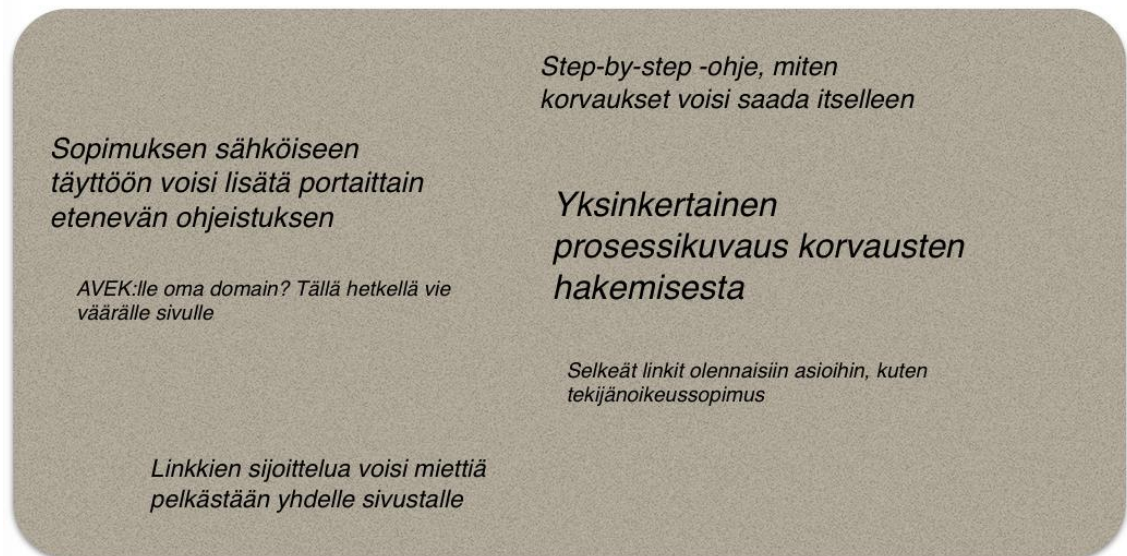 Step-by-step -ohje, miten
korvaukset voisi saada itselleen
Sopimuksen sähköiseen
täyttöön voisi lisätä portaittain
etenevän ohjeistuksen
Yksinkertainen
prosessikuvaus korvausten
hakemisesta
AVEK:lle oma domain? Tällä hetkellä vie
väärälle sivulle
Selkeät linkit olennaisiin asioihin, kuten
tekijänoikeussopimus
Linkkien sijoittelua voisi miettiä
pelkästään yhdelle sivustalle